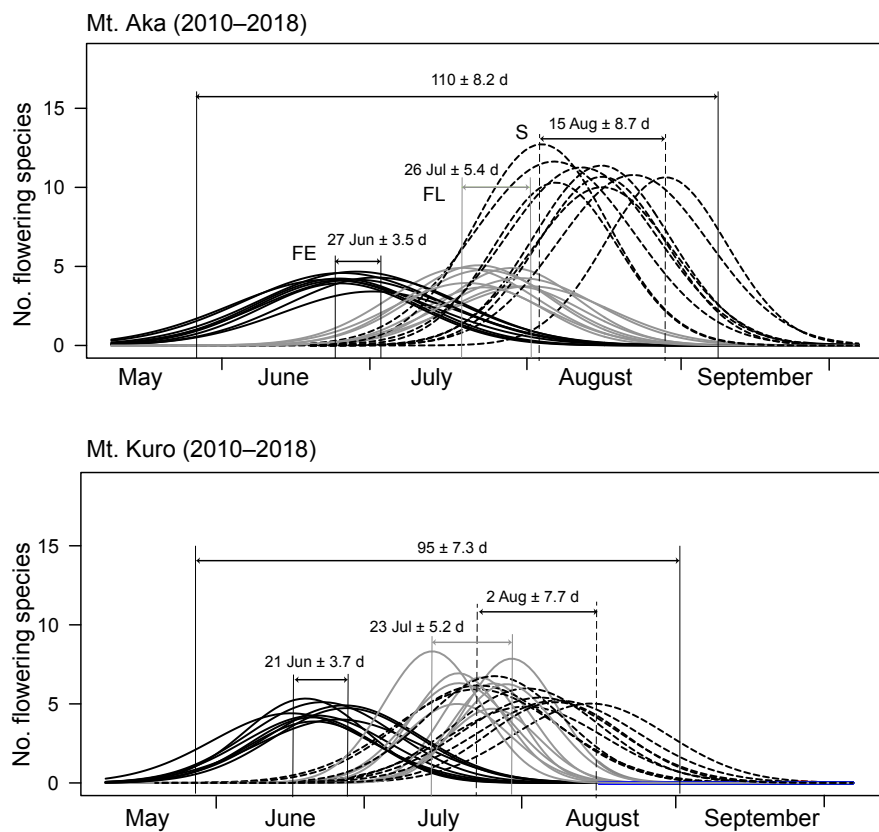 Mt. Aka (2010–2018)
110 ± 8.2 d
15
S
15 Aug ± 8.7 d
26 Jul ± 5.4 d
10
FL
FE
27 Jun ± 3.5 d
5
0
No. flowering species
May June July August September
Mt. Kuro (2010–2018)
15
95 ± 7.3 d
10
2 Aug ± 7.7 d
23 Jul ± 5.2 d
21 Jun ± 3.7 d
5
0
No. flowering species
May June July August September